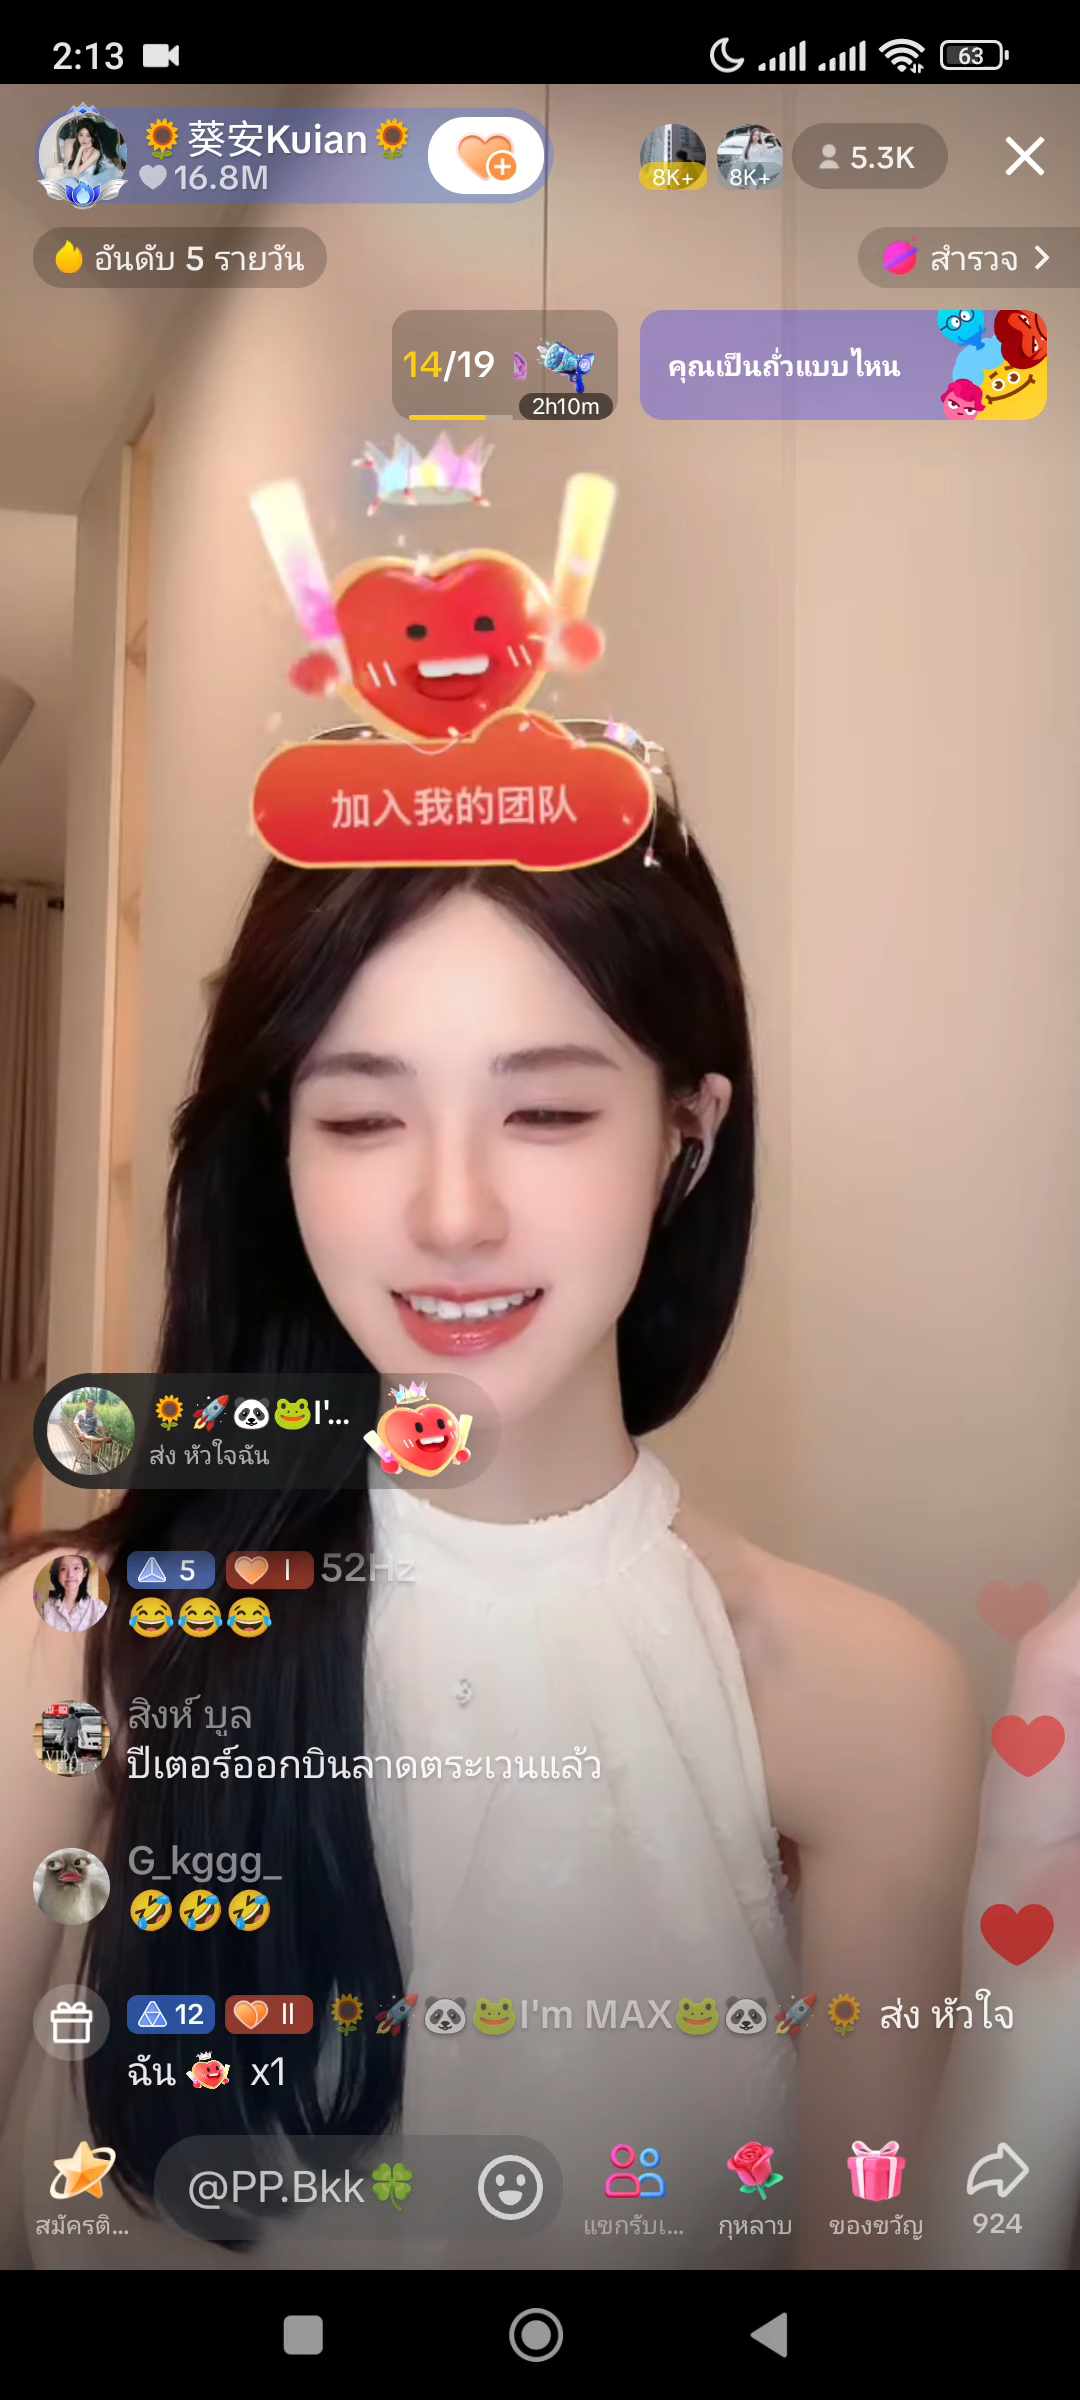 2:13
63
🌻葵安Kuian🌻
16.8M
8K+
8K+
5.3K
อันดับ 5 รายวัน
สำรวจ
14/19
2h10m
คุณเป็นถั่วแบบไหน
加入我的团队
🌻🚀🐼🐸I'...
ส่ง หัวใจฉัน
5 I 52Hz
😂😂😂
สิงห์ บูล
ปีเตอร์ออกบินลาดตระเวนแล้ว
G_kggg_
🤣🤣🤣
12 II 🌻🚀🐼🐸I'm MAX🐸🐼🚀🌻 ส่ง หัวใจ
ฉัน x1
@PP.Bkk🍀
สมัครติ...
แขกรับเ...
กุหลาบ
ของขวัญ
924